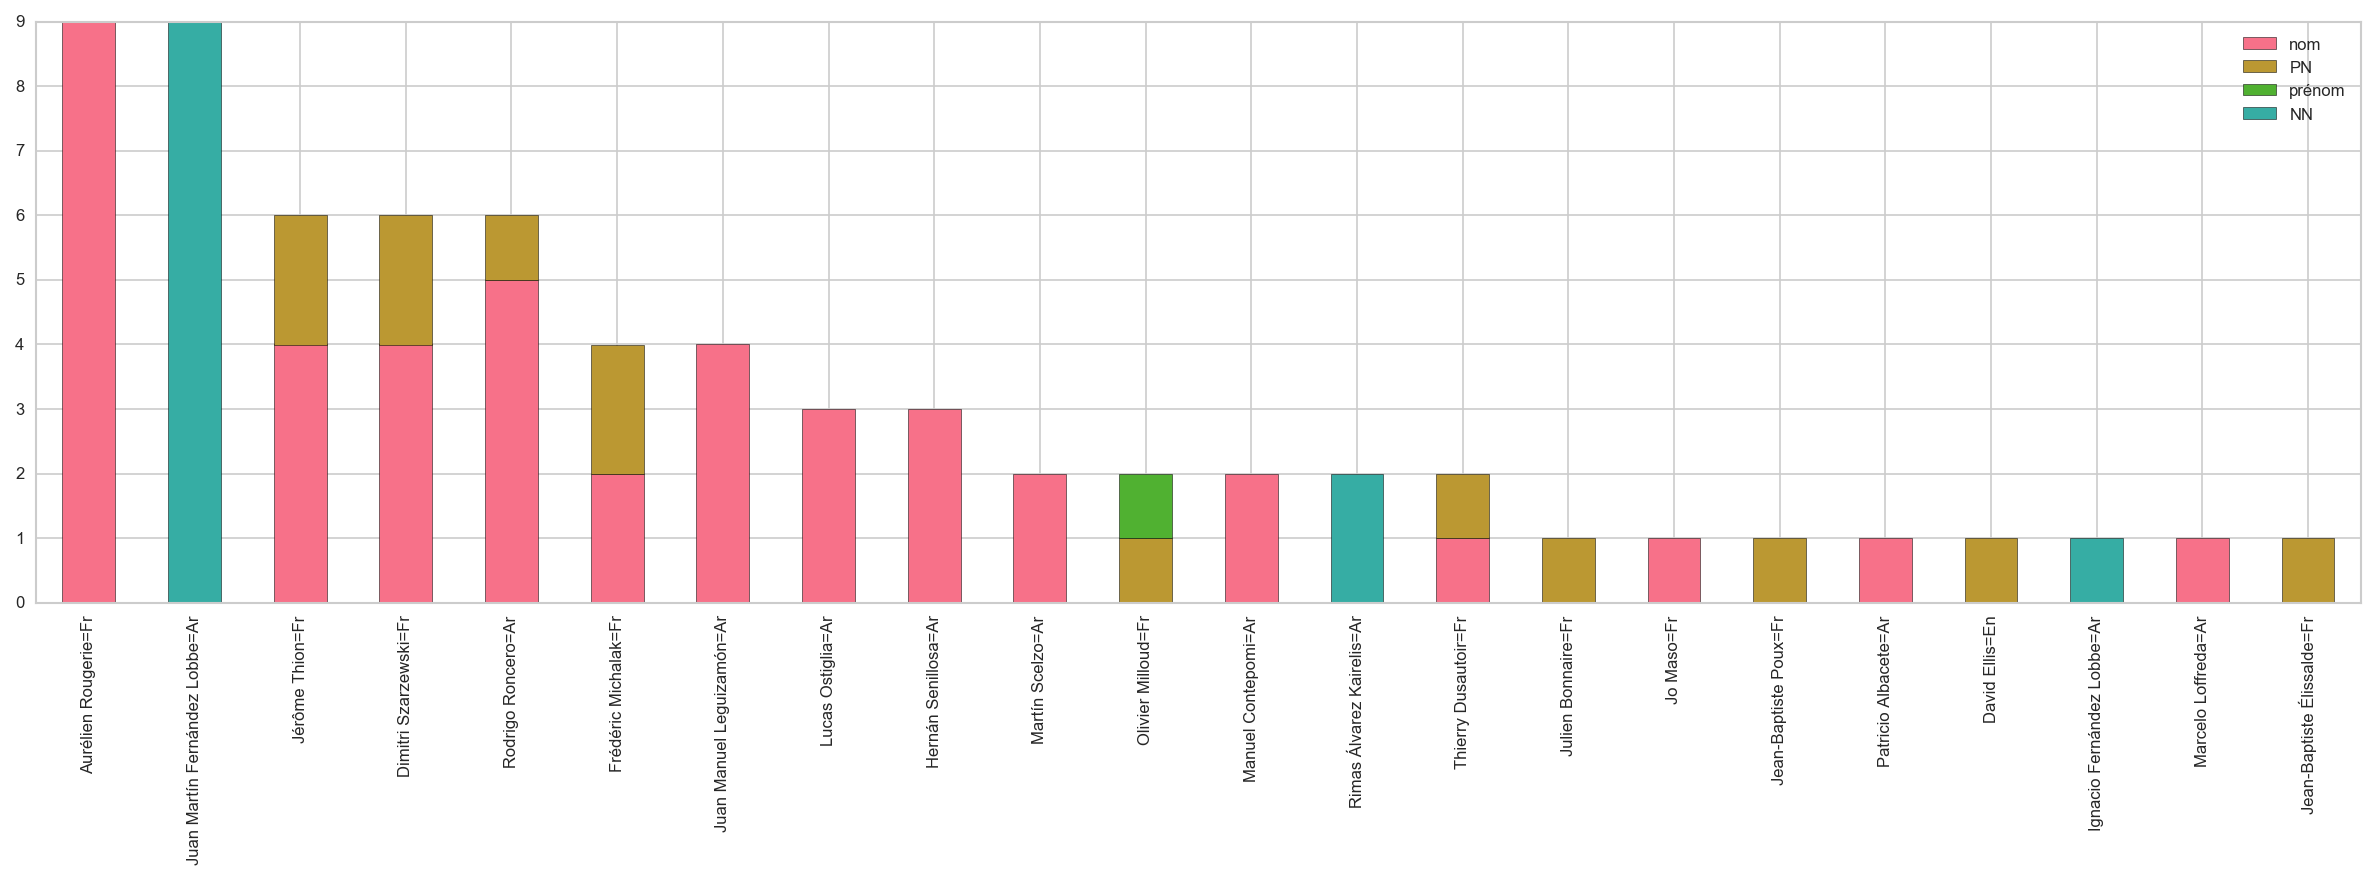 9
8
7
6
5
4
3
2
1
0
nom
PN
prénom
NN
Aurélien Rougerie=Fr
Juan Martín Fernández Lobbe=Ar
Jérôme Thion=Fr
Dimitri Szarzewski=Fr
Rodrigo Roncero=Ar
Frédéric Michalak=Fr
Juan Manuel Leguizamón=Ar
Lucas Ostiglia=Ar
Hernán Senillosa=Ar
Martín Scelzo=Ar
Olivier Milloud=Fr
Manuel Contepomi=Ar
Rimas Álvarez Kairelis=Ar
Thierry Dusautoir=Fr
Julien Bonnaire=Fr
Jo Maso=Fr
Jean-Baptiste Poux=Fr
Patricio Albacete=Ar
David Ellis=En
Ignacio Fernández Lobbe=Ar
Marcelo Loffreda=Ar
Jean-Baptiste Élissalde=Fr